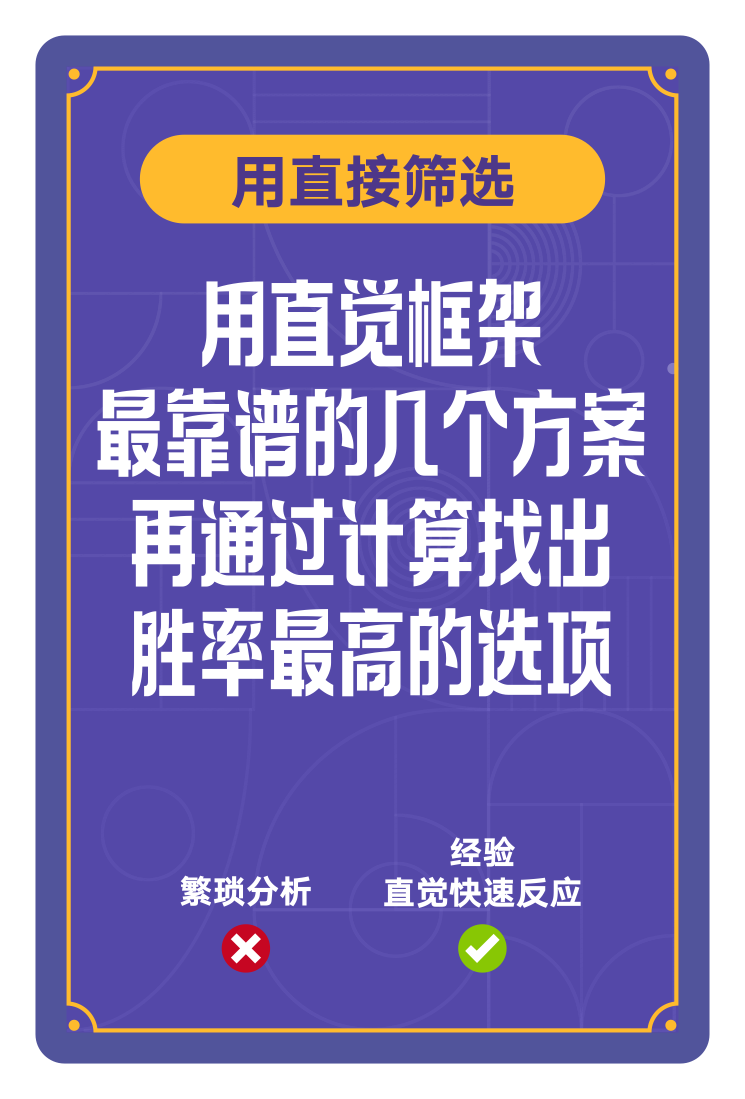 用直接筛选
用直觉框架
最靠谱的几个方案
再通过计算找出
胜率最高的选项
繁琐分析
经验
直觉快速反应